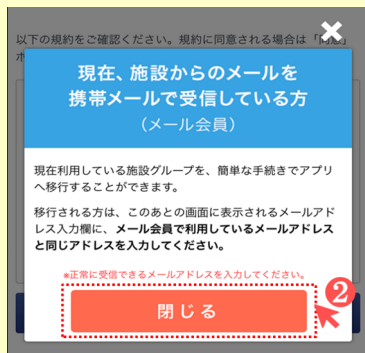 以下の規約をご確認ください。規約に同意される場合は「同意」
現在、施設からのメールを
携帯メールで受信している方
（メール会員）
現在利用している施設グループを、簡単な手続きでアプリ
へ移行することができます。
移行される方は、このあとの画面に表示されるメールアド
レス入力欄に、メール会員で利用しているメールアドレス
と同じアドレスを入力してください。
※正常に受信できるメールアドレスを入力してください。
閉じる
2